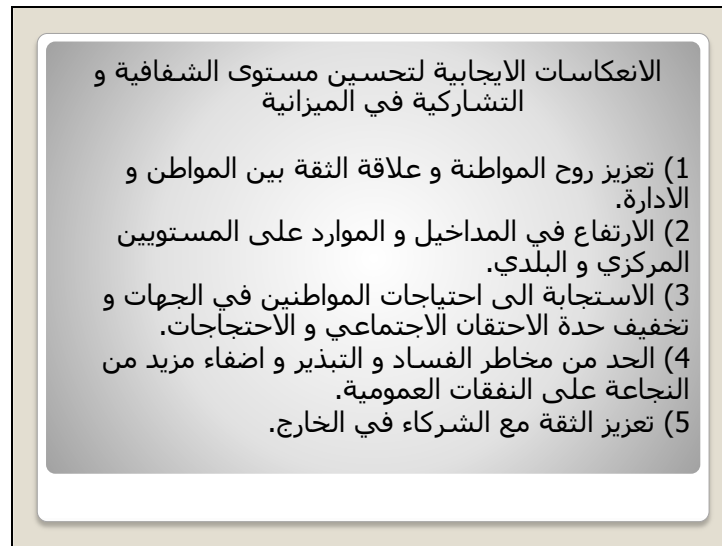 الانعكاسات الايجابية لتحسين مستوى الشفافية و
التشاركية في الميزانية
1) تعزيز روح المواطنة و علاقة الثقة بين المواطن و
الادارة.
2) الارتفاع في المداخيل و الموارد على المستويين
المركزي و البلدي.
3) الاستجابة الى احتياجات المواطنين في الجهات و
تخفيف حدة الاحتقان الاجتماعي و الاحتجاجات.
4) الحد من مخاطر الفساد و التبذير و اضفاء مزيد من
النجاعة على النفقات العمومية.
5) تعزيز الثقة مع الشركاء في الخارج.